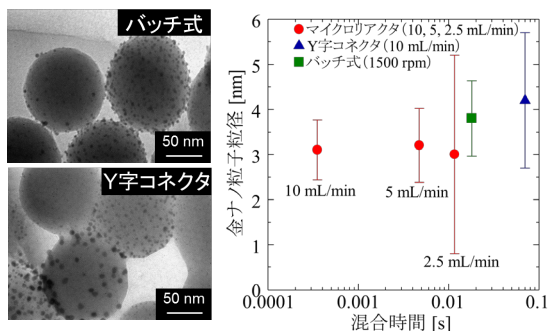 バッチ式
50 nm
Y字コネクタ
50 nm
マイクロリアクタ(10, 5, 2.5 mL/min)
Y字コネクタ(10 mL/min)
バッチ式(1500 rpm)
金ナノ粒子粒径 [nm]
6
5
4
3
2
1
0
10 mL/min
5 mL/min
2.5 mL/min
0.0001
0.001
0.01
0.1
混合時間 [s]